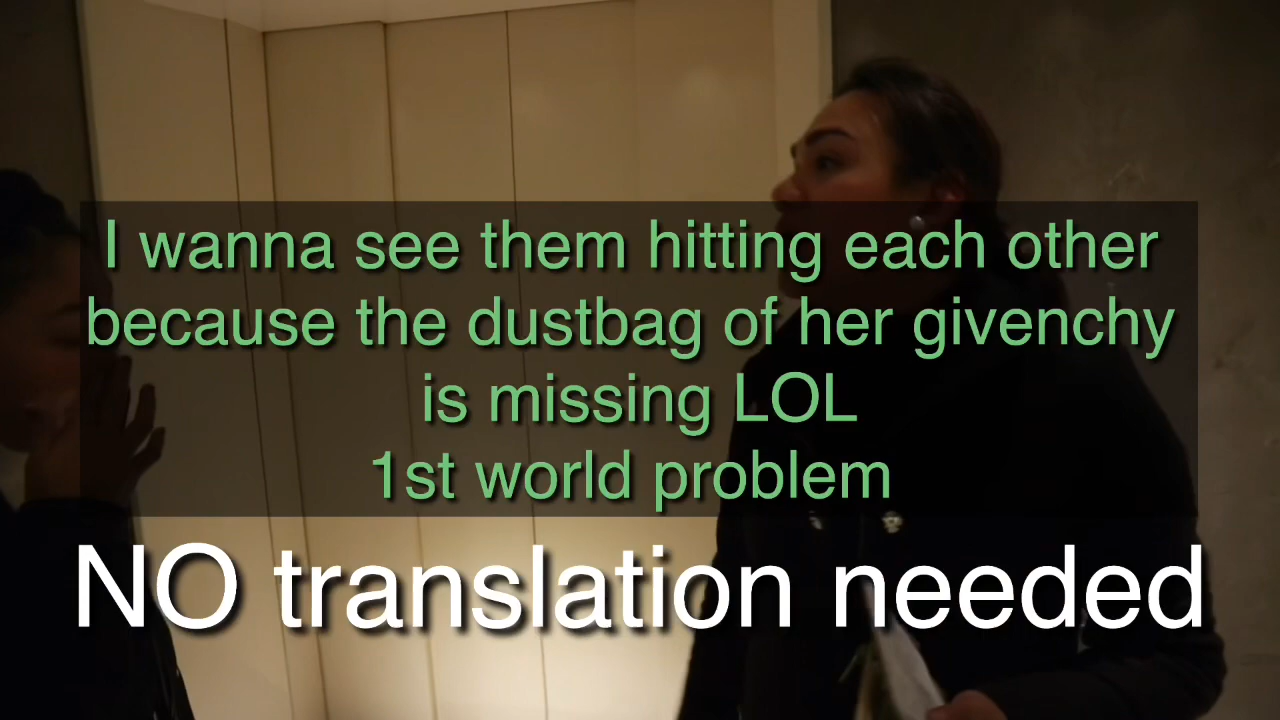 I wanna see them hitting each other
because the dustbag of her givenchy
is missing LOL
1st world problem
NO translation needed